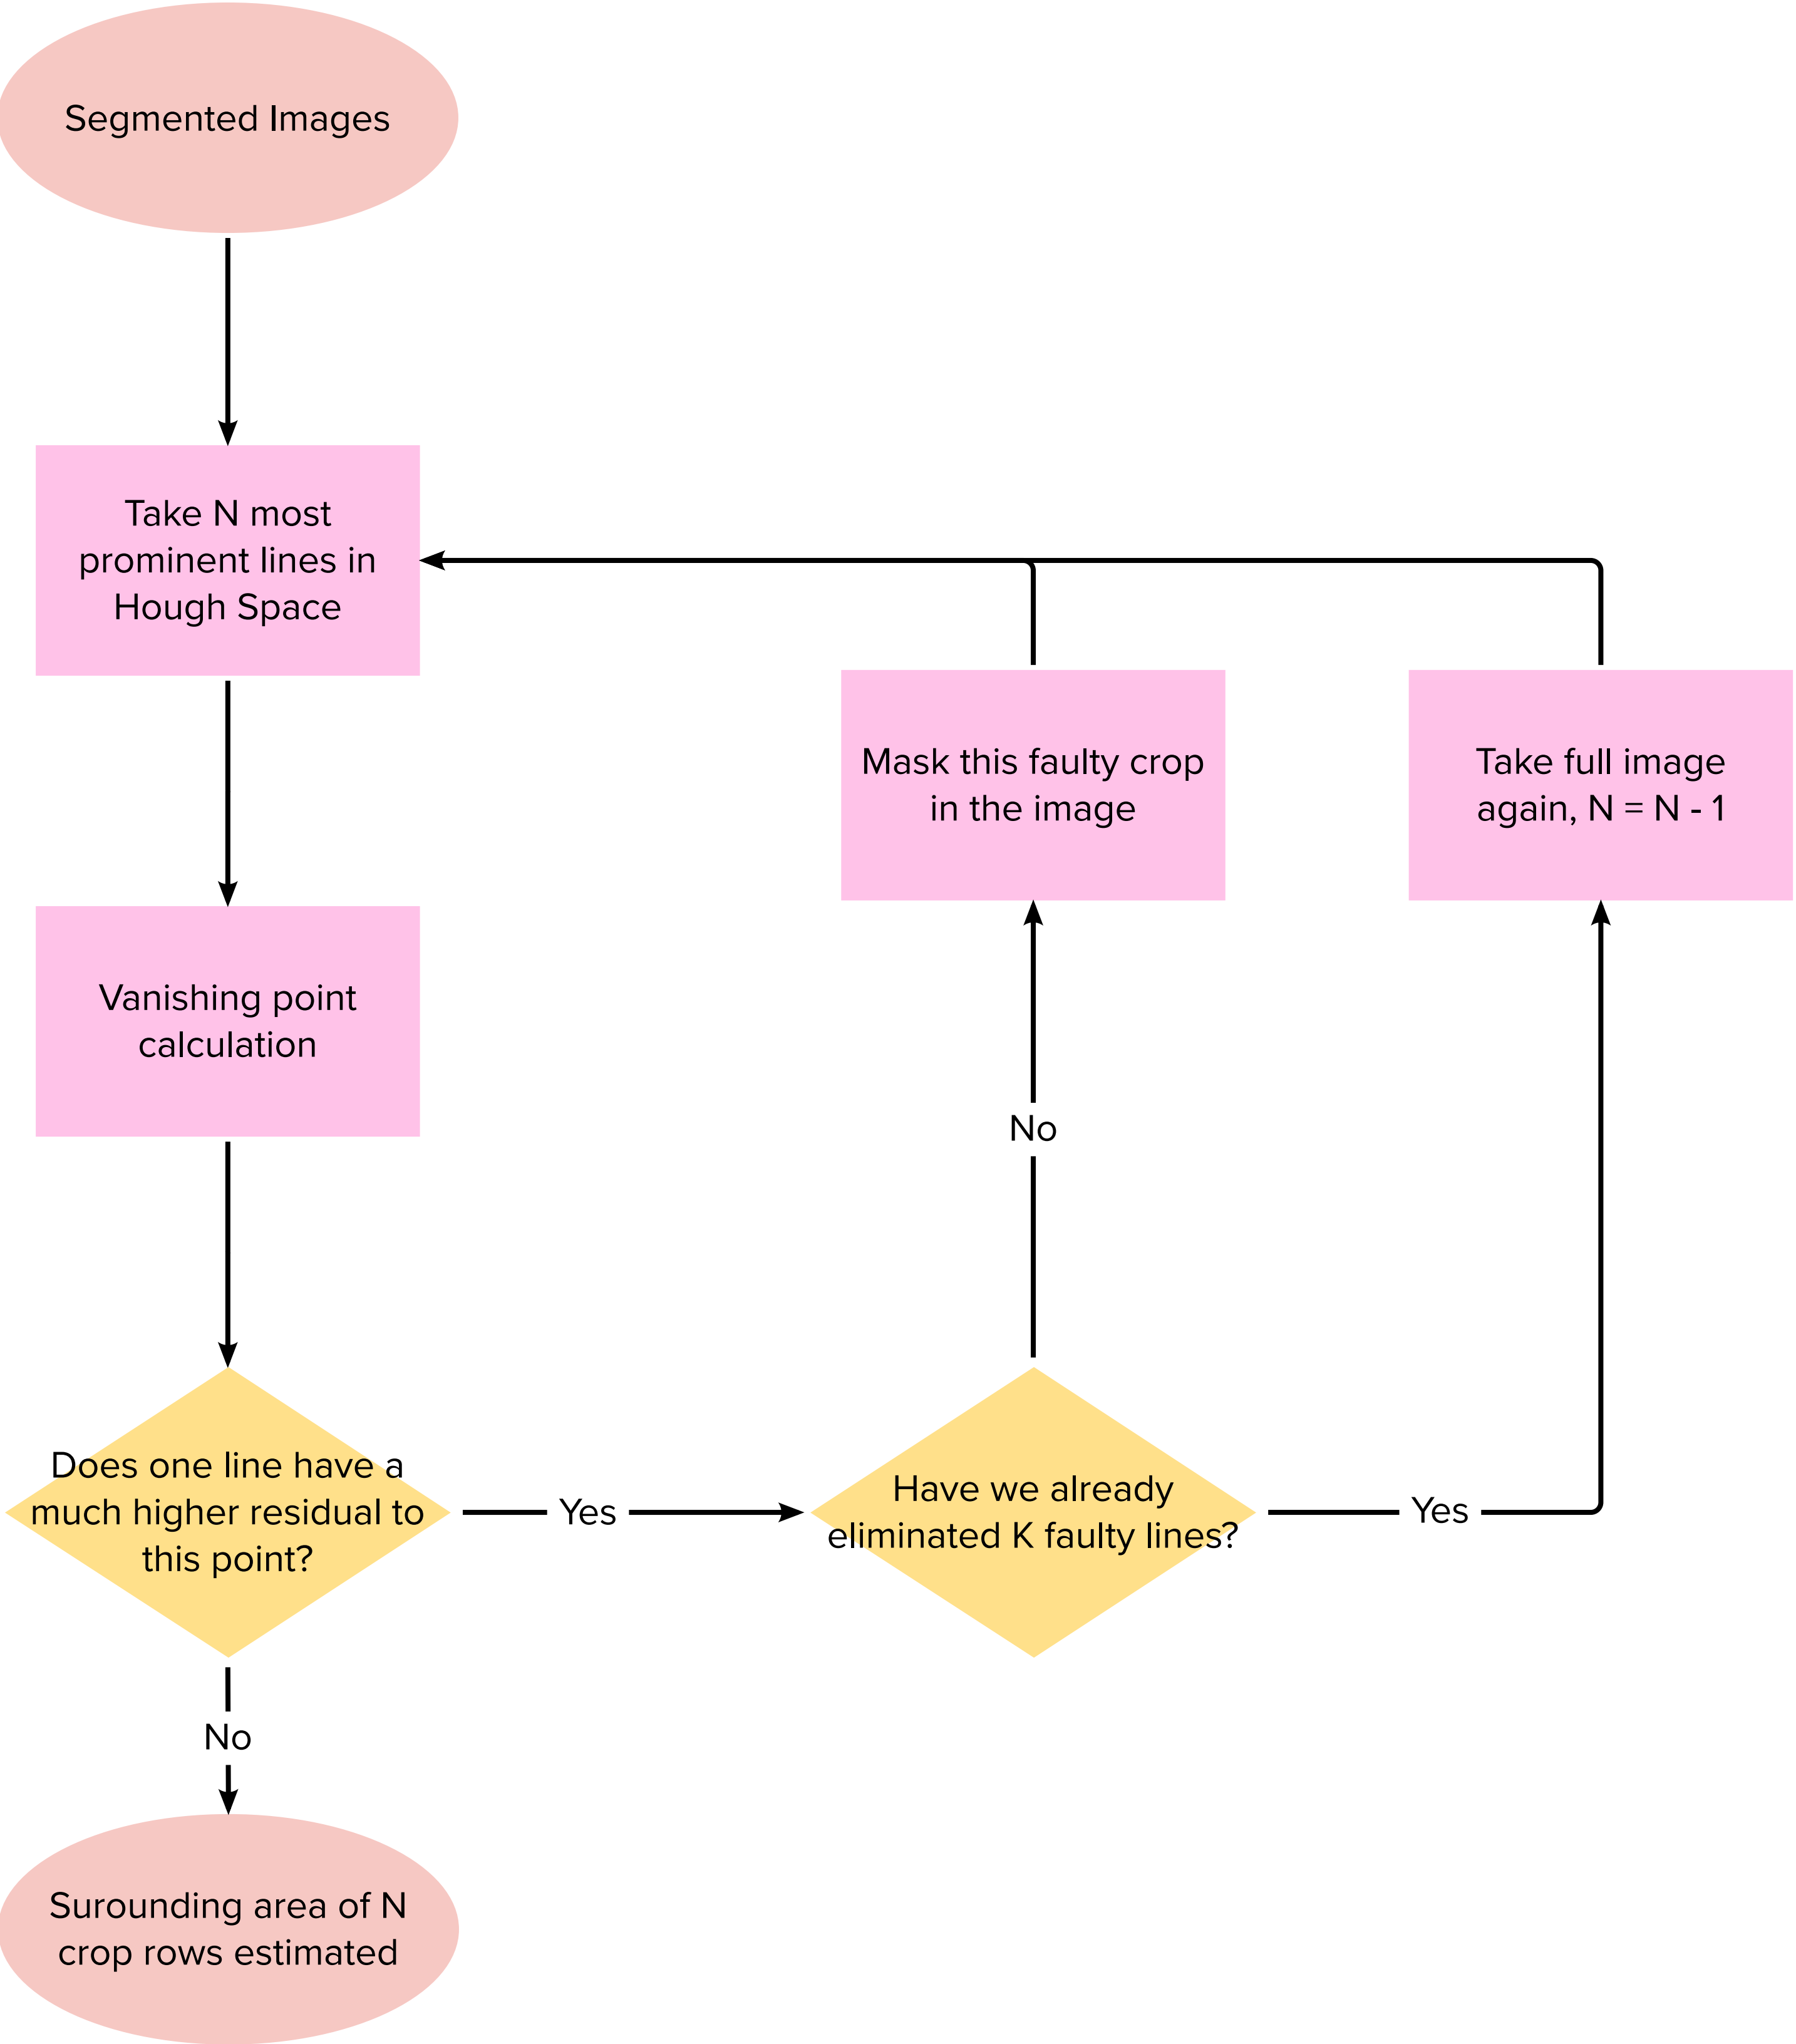 Segmented Images
Take N most
prominent lines in
Hough Space
Mask this faulty crop
in the image
Take full image
again, N = N - 1
Vanishing point
calculation
No
Does one line have a
much higher residual to
this point?
Yes
Have we already
eliminated K faulty lines?
Yes
No
Surounding area of N
crop rows estimated